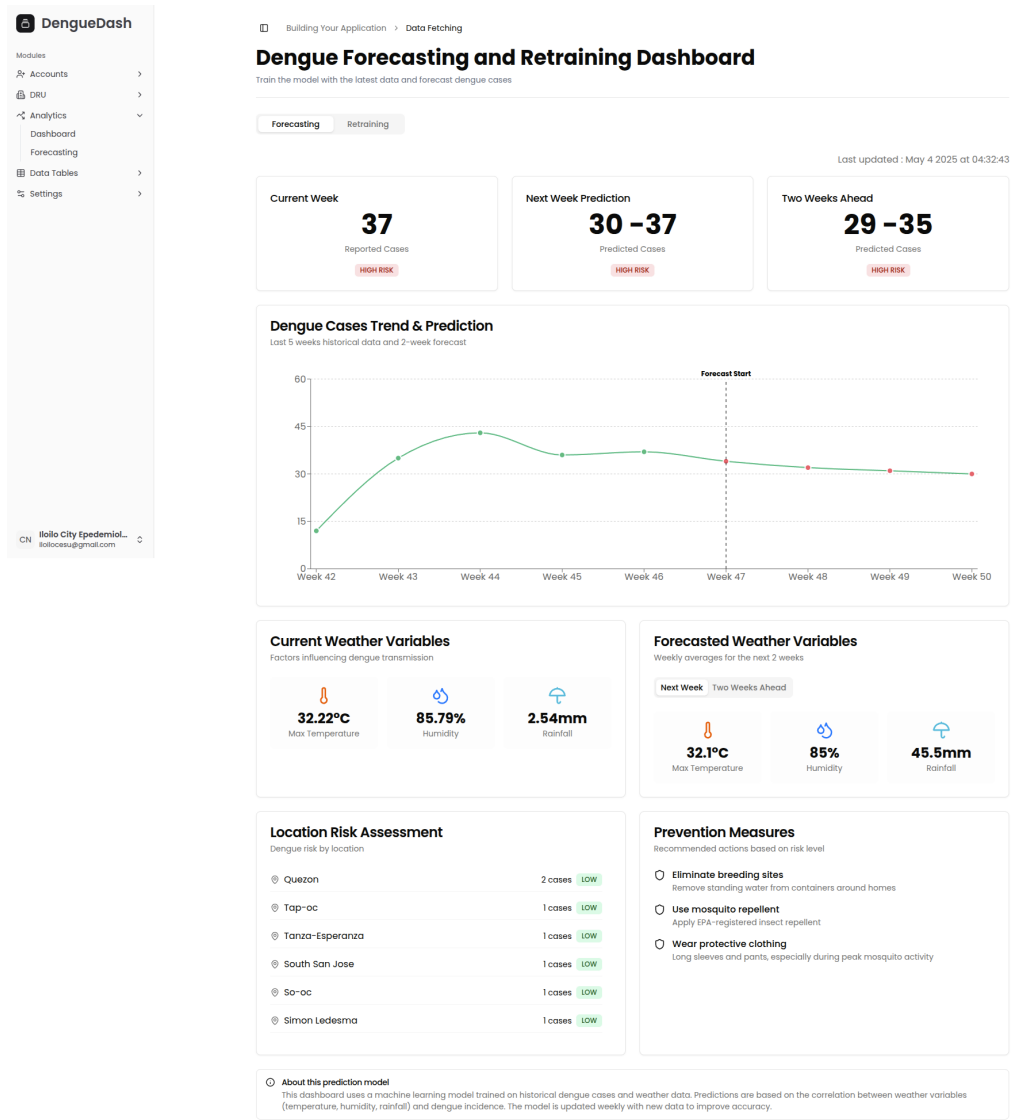 DengueDash
Modules
Accounts
DRU
Analytics
Dashboard
Forecasting
Data Tables
Settings
CN
Iloilo City Epedemiol...
iloilocesu@gmail.com
Building Your Application > Data Fetching
Dengue Forecasting and Retraining Dashboard
Train the model with the latest data and forecast dengue cases
Forecasting Retraining
Last updated : May 4 2025 at 04:32:43
Current Week
37
Reported Cases
HIGH RISK
Next Week Prediction
30 -37
Predicted Cases
HIGH RISK
Two Weeks Ahead
29 -35
Predicted Cases
HIGH RISK
Dengue Cases Trend & Prediction
Last 5 weeks historical data and 2-week forecast
Forecast Start
60
45
30
15
0
Week 42 Week 43 Week 44 Week 45 Week 46 Week 47 Week 48 Week 49 Week 50
Current Weather Variables
Factors influencing dengue transmission
32.22°C 85.79% 2.54mm
Max Temperature Humidity Rainfall
Forecasted Weather Variables
Weekly averages for the next 2 weeks
Next Week Two Weeks Ahead
32.1°C 85% 45.5mm
Max Temperature Humidity Rainfall
Location Risk Assessment
Dengue risk by location
Quezon 2 cases LOW
Tap-oc 1 cases LOW
Tanza-Esperanza 1 cases LOW
South San Jose 1 cases LOW
So-oc 1 cases LOW
Simon Ledesma 1 cases LOW
Prevention Measures
Recommended actions based on risk level
Eliminate breeding sites
Remove standing water from containers around homes
Use mosquito repellent
Apply EPA-registered insect repellent
Wear protective clothing
Long sleeves and pants, especially during peak mosquito activity
About this prediction model
This dashboard uses a machine learning model trained on historical dengue cases and weather data. Predictions are based on the correlation between weather variables
(temperature, humidity, rainfall) and dengue incidence. The model is updated weekly with new data to improve accuracy.